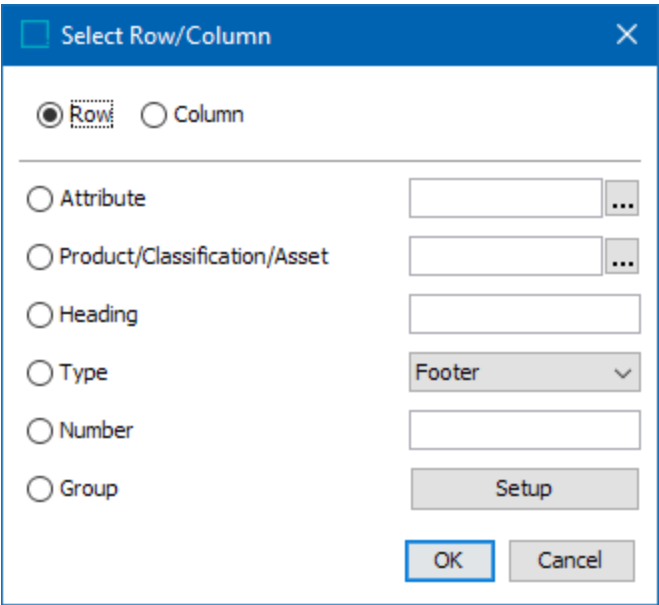 Select Row/Column
Row Column
Attribute ...
Product/Classification/Asset ...
Heading
Type Footer
Number
Group Setup
OK Cancel